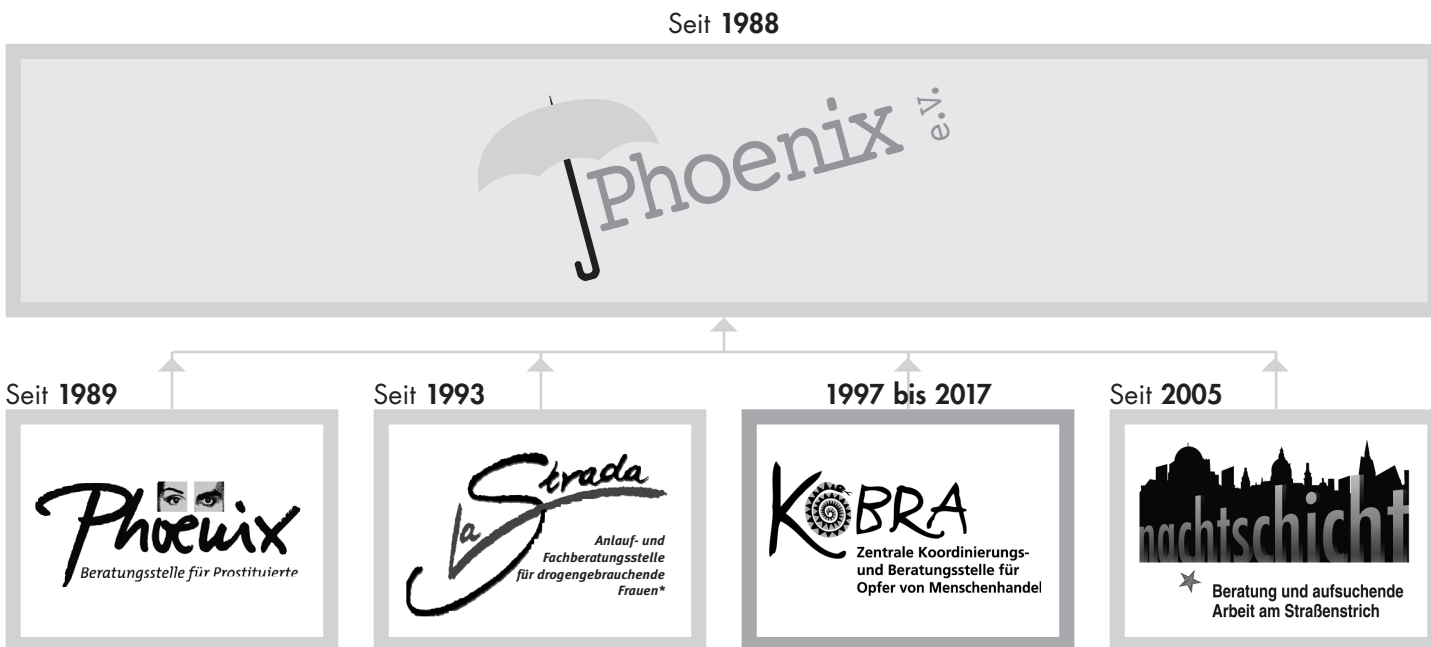 Seit 1988
Phoenix e.V.
Seit 1989
Phoenix
Beratungsstelle für Prostituierte
Seit 1993
La Strada
Anlauf- und
Fachberatungsstelle
für drogengebrauchende
Frauen*
1997 bis 2017
KOBRA
Zentrale Koordinierungs-
und Beratungsstelle für
Opfer von Menschenhandel
Seit 2005
nachtschicht
Beratung und aufsuchende
Arbeit am Straßenstrich